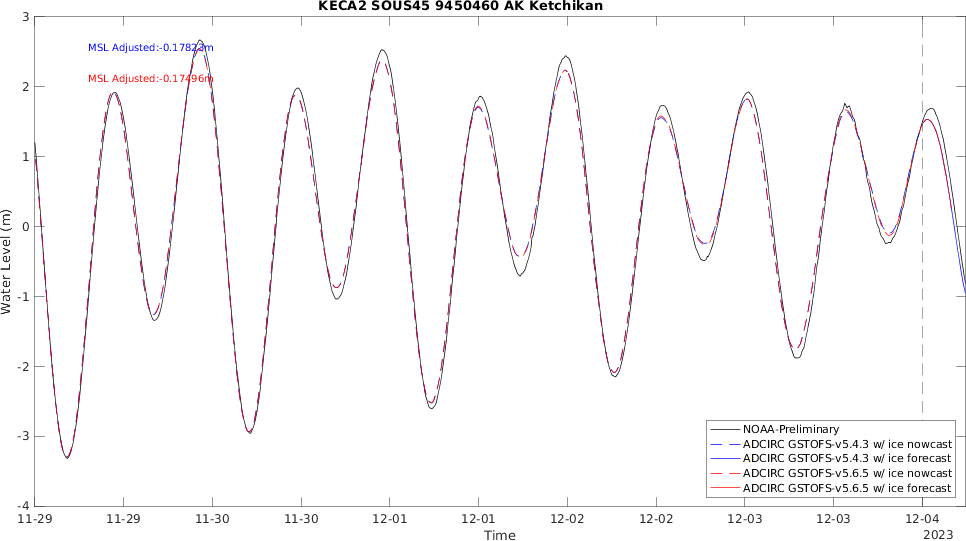 KECA2 SOUS45 9450460 AK Ketchikan
MSL Adjusted:-0.17822m
MSL Adjusted:-0.17496m
Water Level (m)
3
2
1
0
-1
-2
-3
-4
NOAA-Preliminary
ADCIRC GSTOFS-v5.4.3 w/ ice nowcast
ADCIRC GSTOFS-v5.4.3 w/ ice forecast
ADCIRC GSTOFS-v5.6.5 w/ ice nowcast
ADCIRC GSTOFS-v5.6.5 w/ ice forecast
11-29 11-29 11-30 11-30 12-01 12-01 12-02 12-02 12-03 12-03 12-04
2023
Time